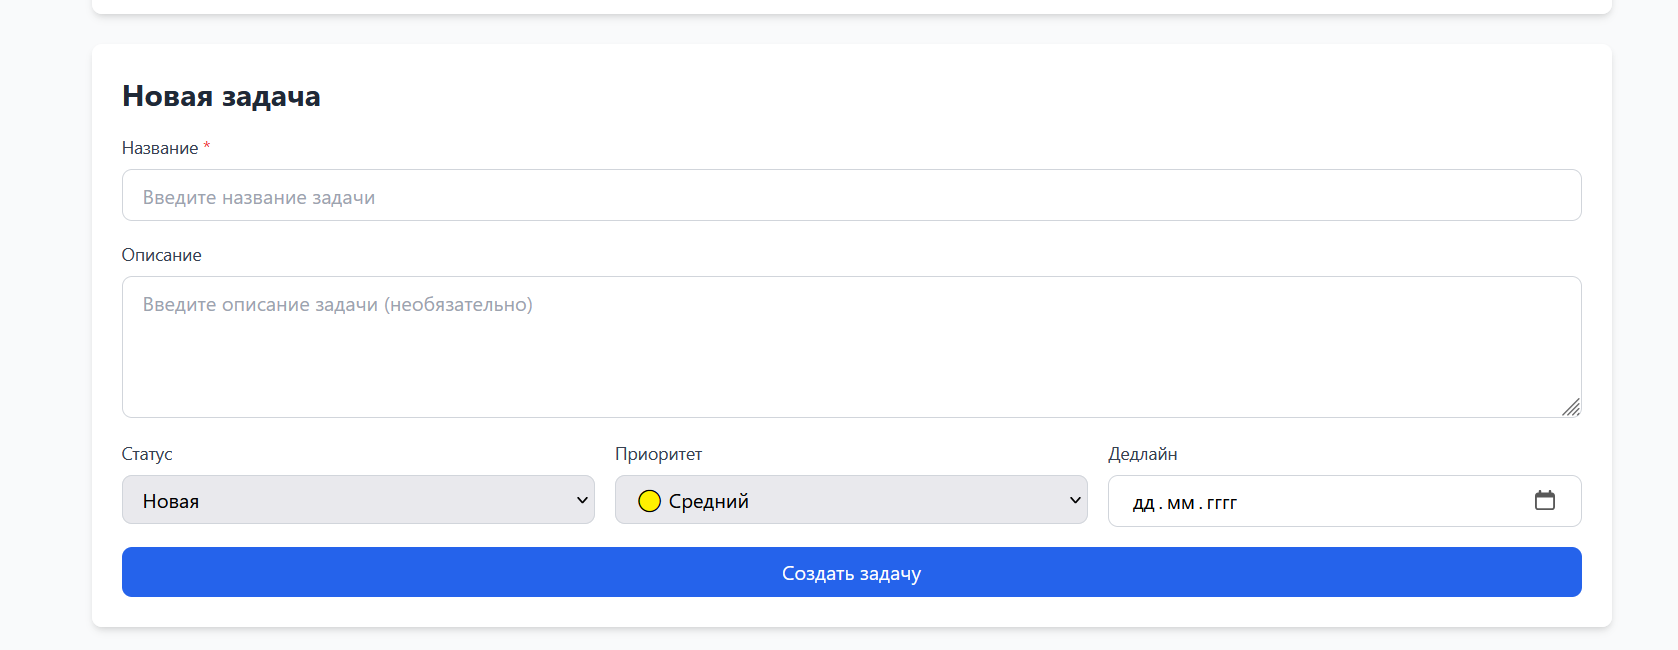 Новая задача
Название *
Введите название задачи
Описание
Введите описание задачи (необязательно)
Статус Приоритет Дедлайн
Новая Средний дд.мм.гггг
Создать задачу